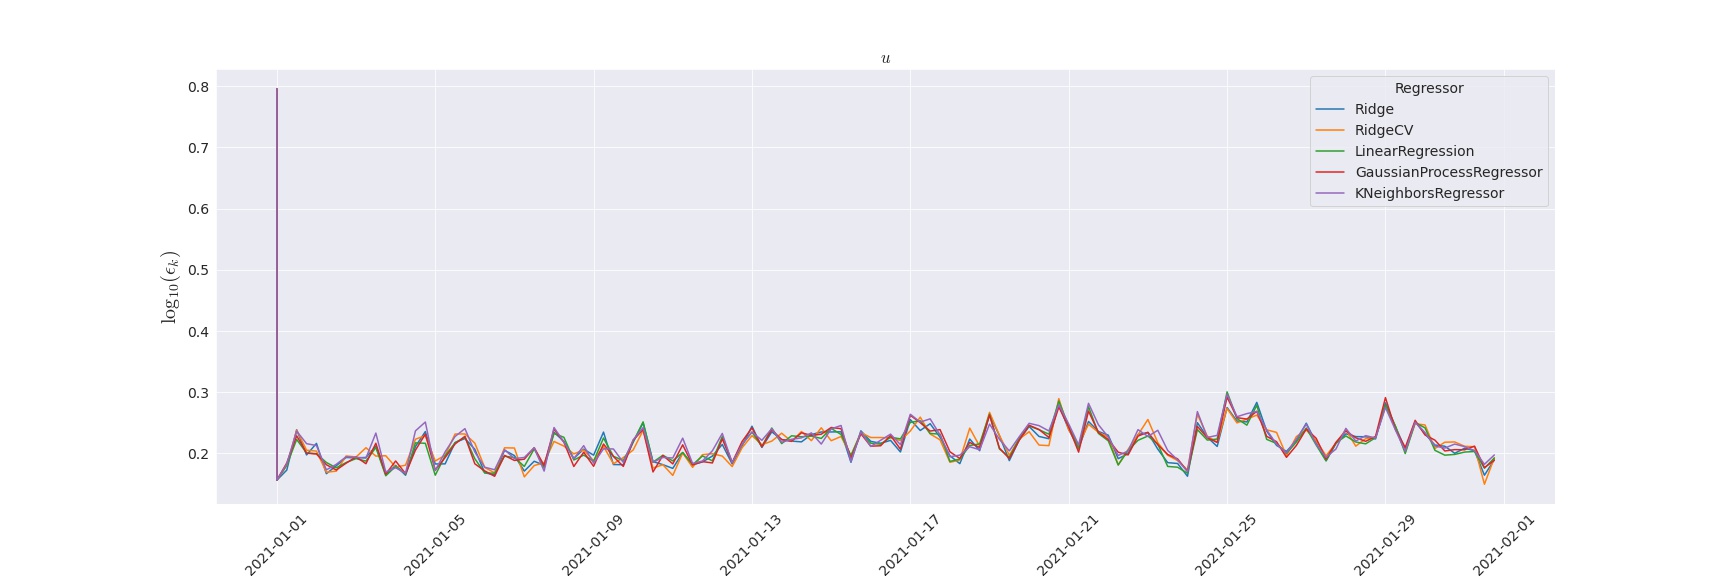 u
0.8
0.7
0.6
0.5
0.4
0.3
0.2
log10(ϵk)
Regressor
Ridge
RidgeCV
LinearRegression
GaussianProcessRegressor
KNeighborsRegressor
2021-01-01
2021-01-05
2021-01-09
2021-01-13
2021-01-17
2021-01-21
2021-01-25
2021-01-29
2021-02-01